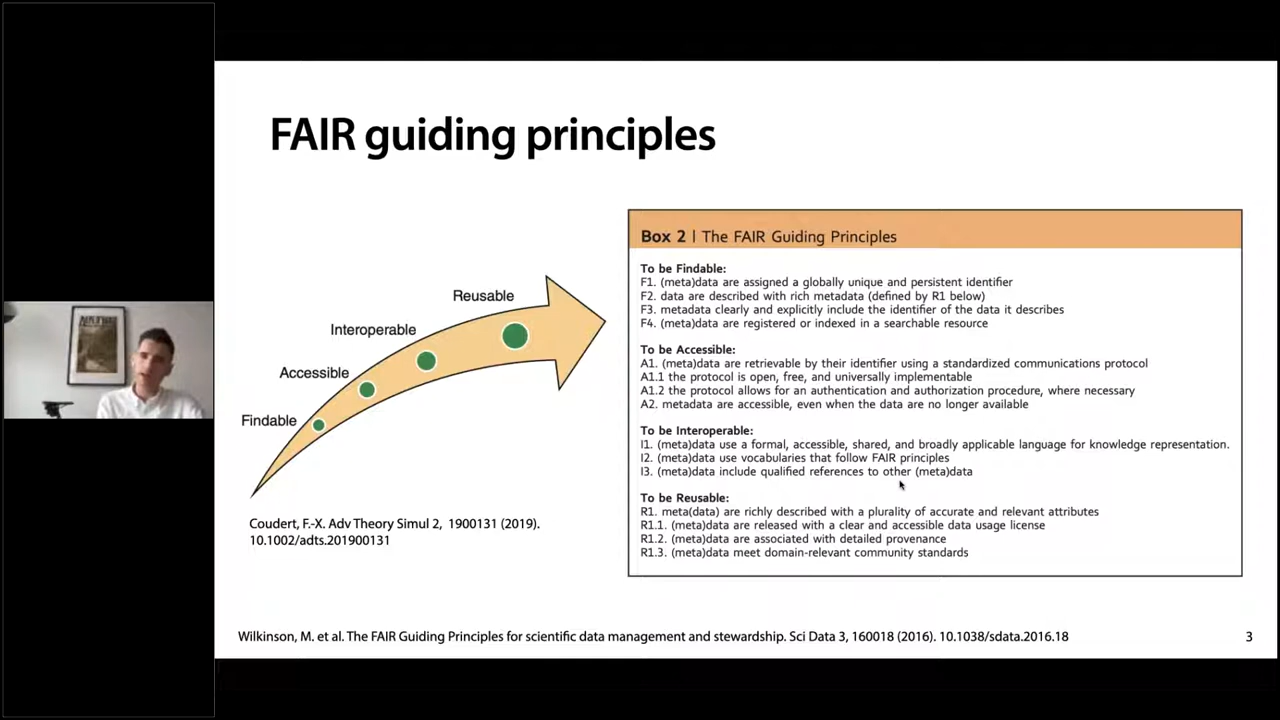 FAIR guiding principles
Reusable
Interoperable
Accessible
Findable
Coudert, F.-X. Adv Theory Simul 2, 1900131 (2019).
10.1002/adts.201900131
Box 2 | The FAIR Guiding Principles
To be Findable:
F1. (meta)data are assigned a globally unique and persistent identifier
F2. data are described with rich metadata (defined by R1 below)
F3. metadata clearly and explicitly include the identifier of the data it describes
F4. (meta)data are registered or indexed in a searchable resource
To be Accessible:
A1. (meta)data are retrievable by their identifier using a standardized communications protocol
A1.1 the protocol is open, free, and universally implementable
A1.2 the protocol allows for an authentication and authorization procedure, where necessary
A2. metadata are accessible, even when the data are no longer available
To be Interoperable:
I1. (meta)data use a formal, accessible, shared, and broadly applicable language for knowledge representation.
I2. (meta)data use vocabularies that follow FAIR principles
I3. (meta)data include qualified references to other (meta)data
To be Reusable:
R1. meta(data) are richly described with a plurality of accurate and relevant attributes
R1.1. (meta)data are released with a clear and accessible data usage license
R1.2. (meta)data are associated with detailed provenance
R1.3. (meta)data meet domain-relevant community standards
Wilkinson, M. et al. The FAIR Guiding Principles for scientific data management and stewardship. Sci Data 3, 160018 (2016). 10.1038/sdata.2016.18
3